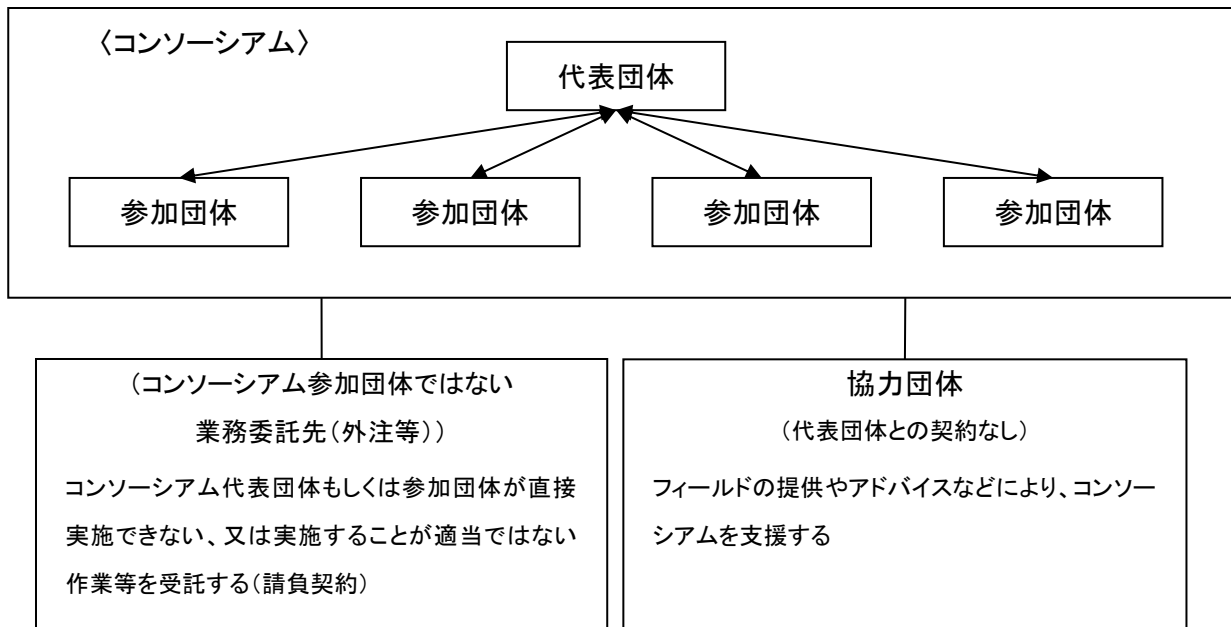 〈コンソーシアム〉
代表団体
参加団体
参加団体
参加団体
参加団体
（コンソーシアム参加団体ではない
業務委託先（外注等））
コンソーシアム代表団体もしくは参加団体が直接
実施できない、又は実施することが適当ではない
作業等を受託する（請負契約）
協力団体
（代表団体との契約なし）
フィールドの提供やアドバイスなどにより、コンソー
シアムを支援する